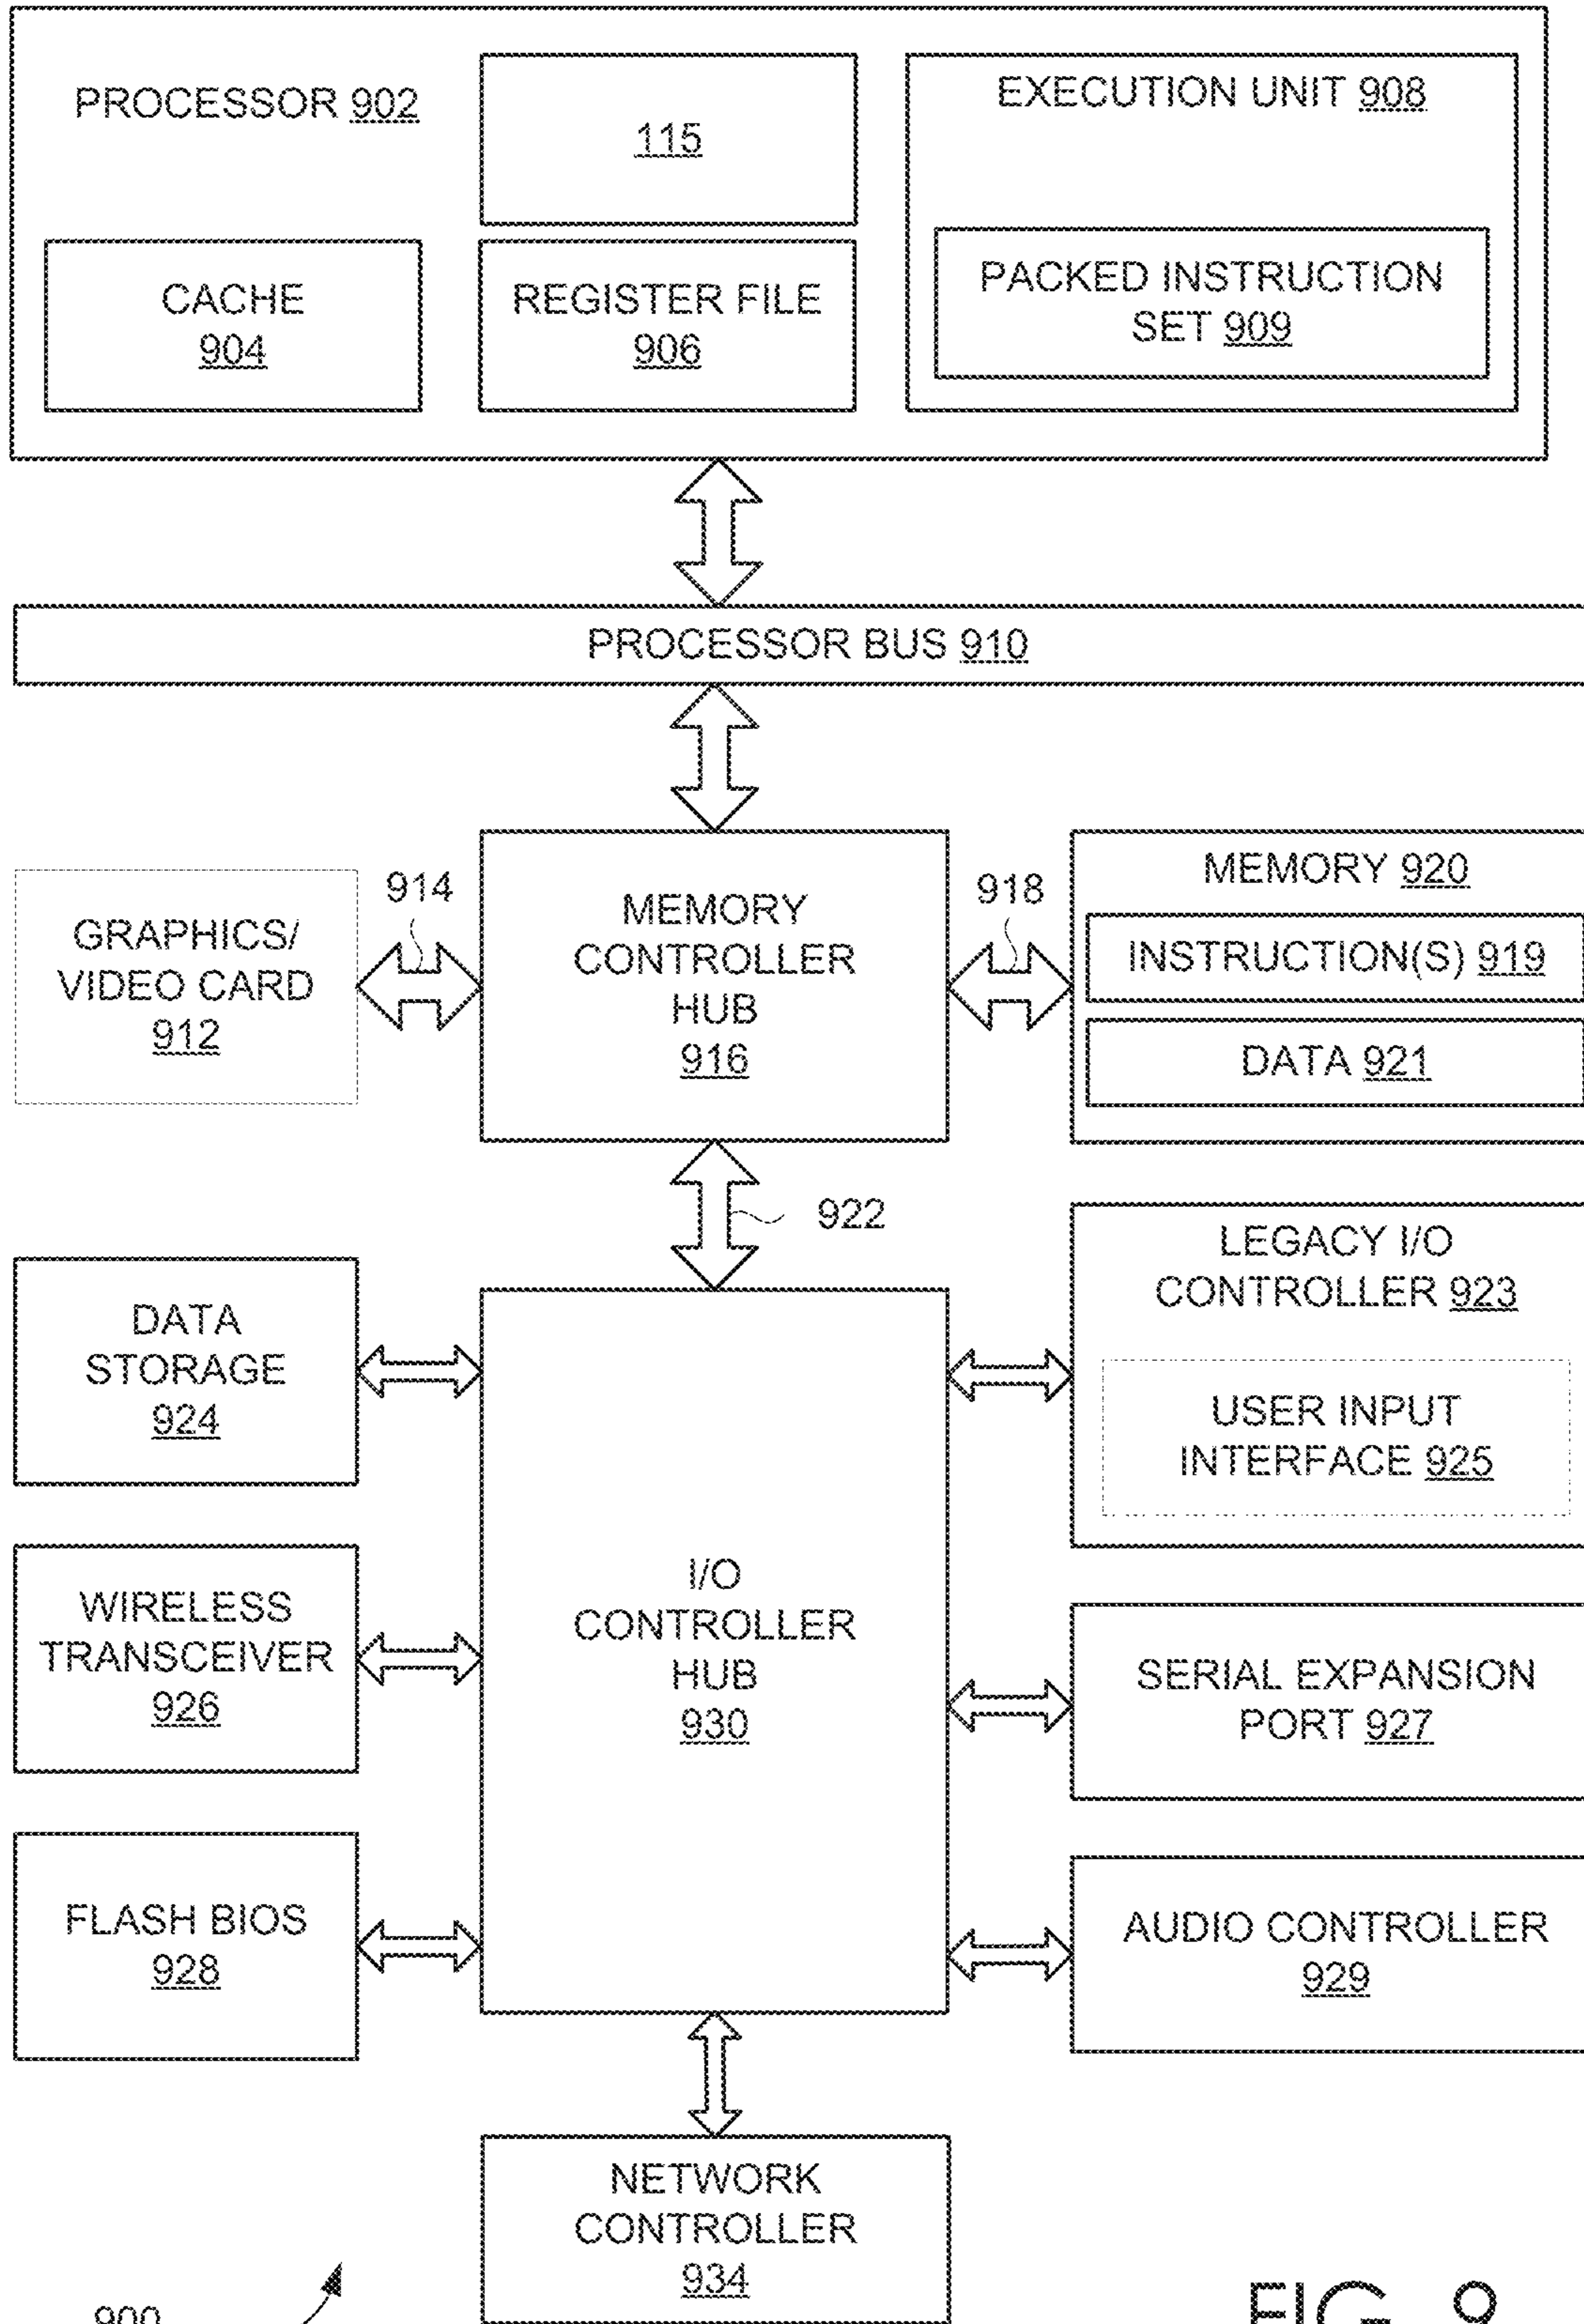 PROCESSOR 902
115
EXECUTION UNIT 908
CACHE
904
REGISTER FILE
906
PACKED INSTRUCTION
SET 909
PROCESSOR BUS 910
GRAPHICS/
VIDEO CARD
912
914
MEMORY
CONTROLLER
HUB
916
918
MEMORY 920
INSTRUCTION(S) 919
DATA 921
922
DATA
STORAGE
924
LEGACY I/O
CONTROLLER 923
USER INPUT
INTERFACE 925
WIRELESS
TRANSCEIVER
926
I/O
CONTROLLER
HUB
930
SERIAL EXPANSION
PORT 927
FLASH BIOS
928
AUDIO CONTROLLER
929
NETWORK
CONTROLLER
934
900
FIG. 9